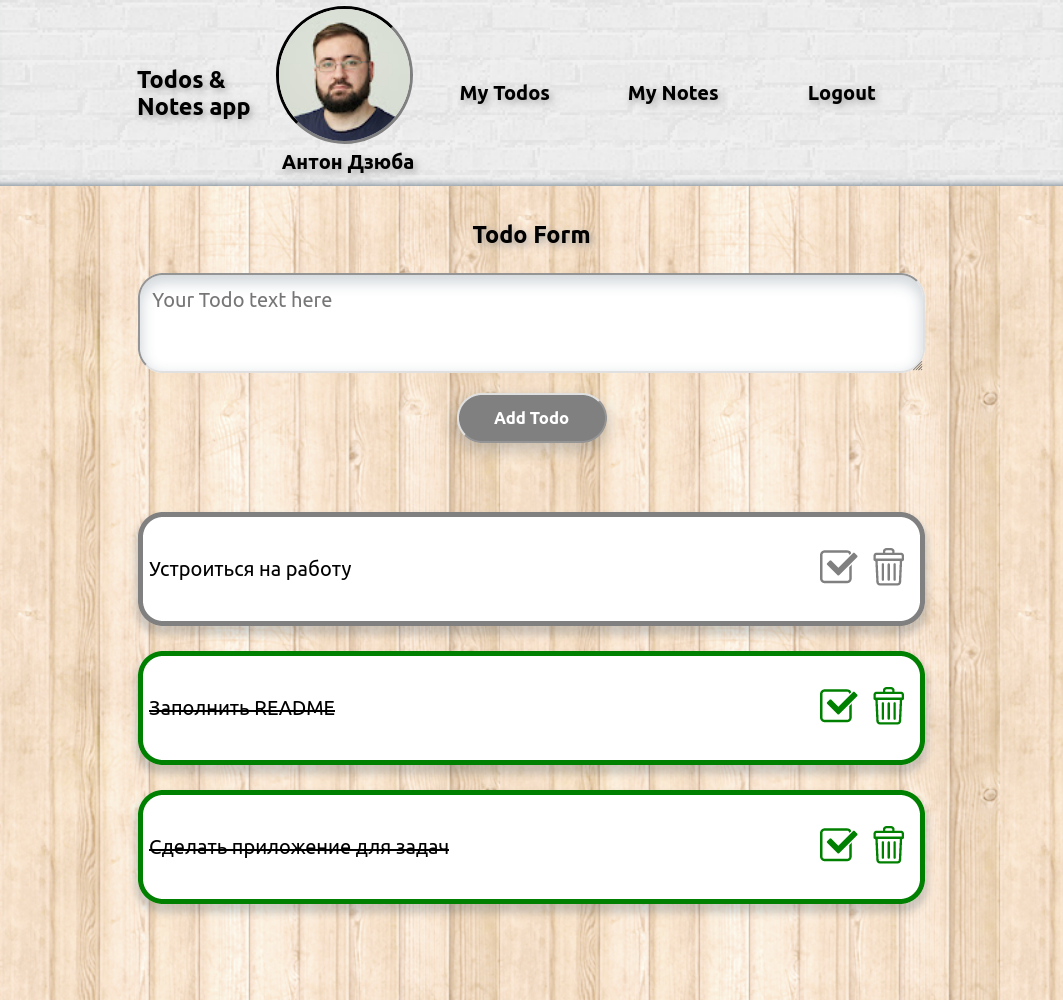 Todos &
Notes app
Антон Дзюба
My Todos
My Notes
Logout
Todo Form
Your Todo text here
Add Todo
Устроиться на работу
Заполнить README
Сделать приложение для задач